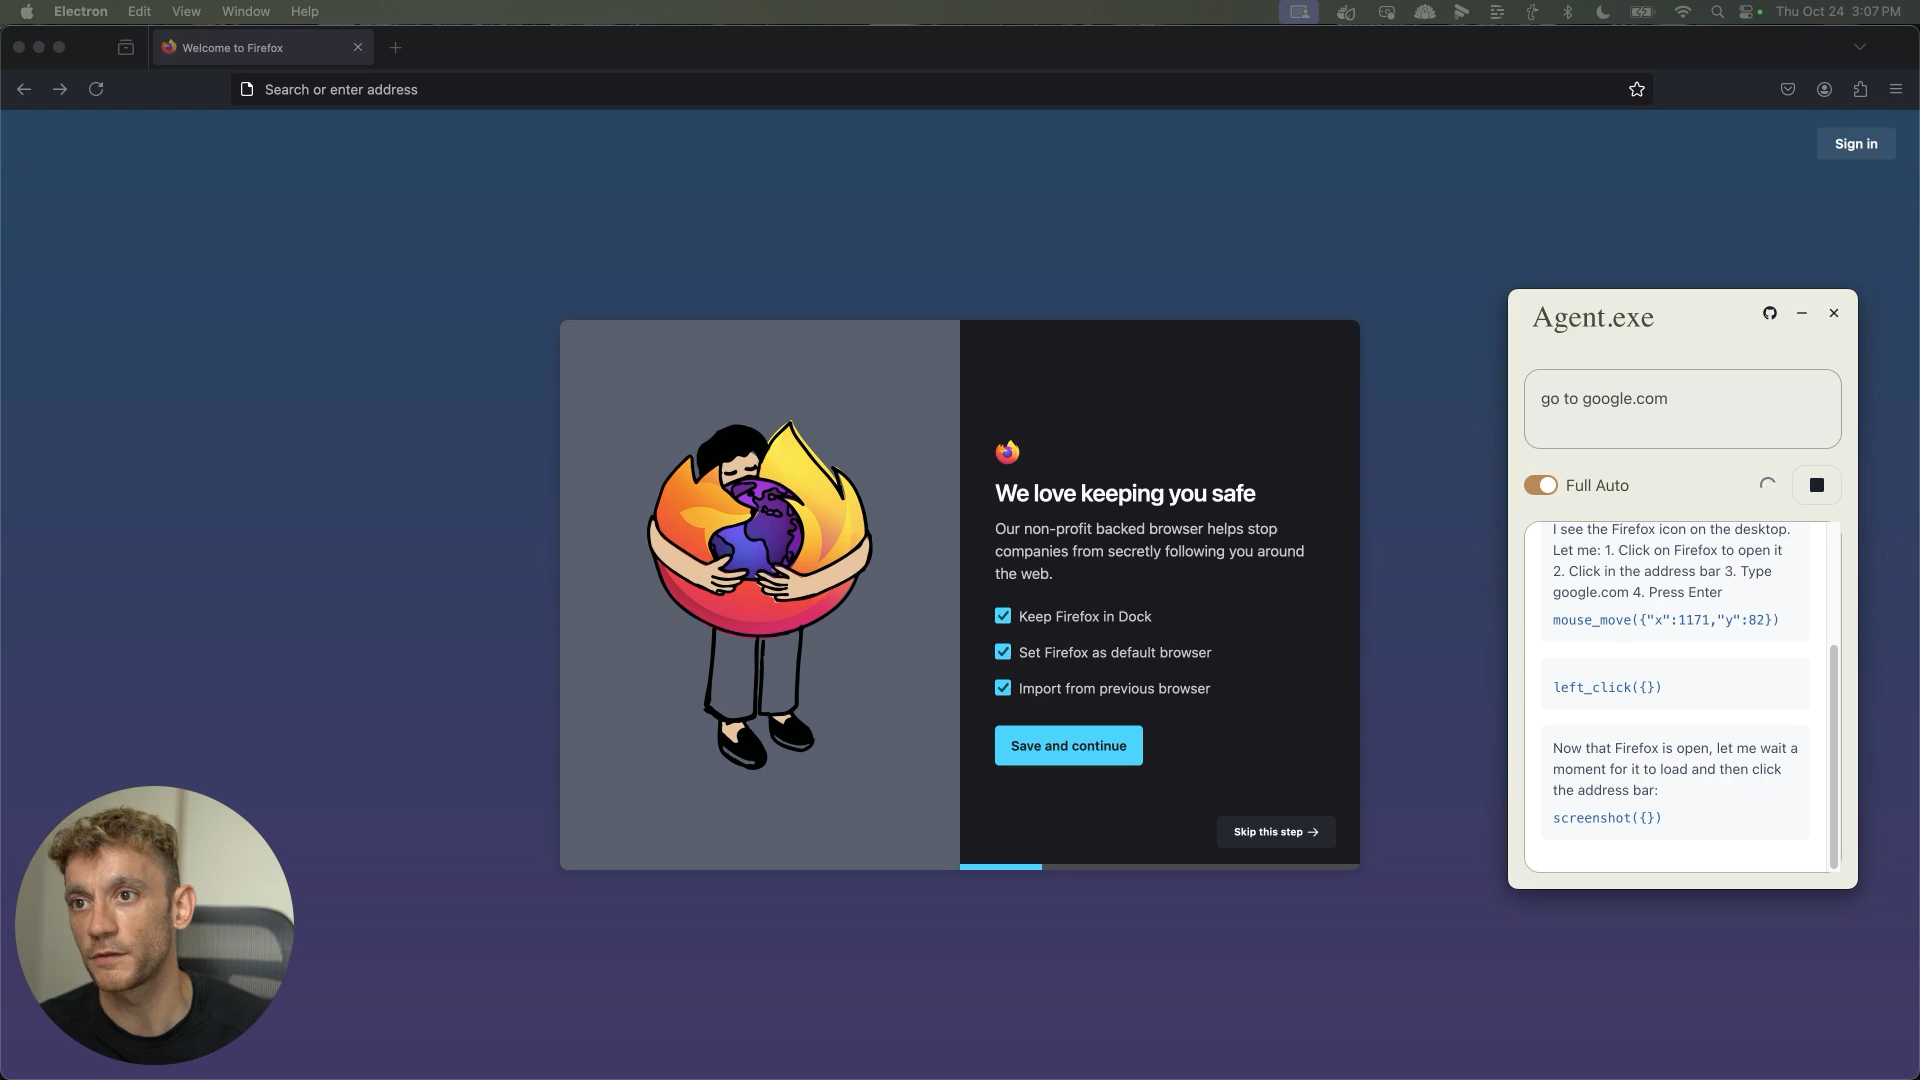 Electron Edit View Window Help
Thu Oct 24 3:07 PM
Welcome to Firefox
Search or enter address
Sign in
We love keeping you safe
Our non-profit backed browser helps stop
companies from secretly following you around
the web.
Keep Firefox in Dock
Set Firefox as default browser
Import from previous browser
Save and continue
Skip this step
Agent.exe
go to google.com
Full Auto
I see the Firefox icon on the desktop.
Let me: 1. Click on Firefox to open it
2. Click in the address bar 3. Type
google.com 4. Press Enter
mouse_move({"x":1171,"y":82})
left_click({})
Now that Firefox is open, let me wait a
moment for it to load and then click
the address bar:
screenshot({})